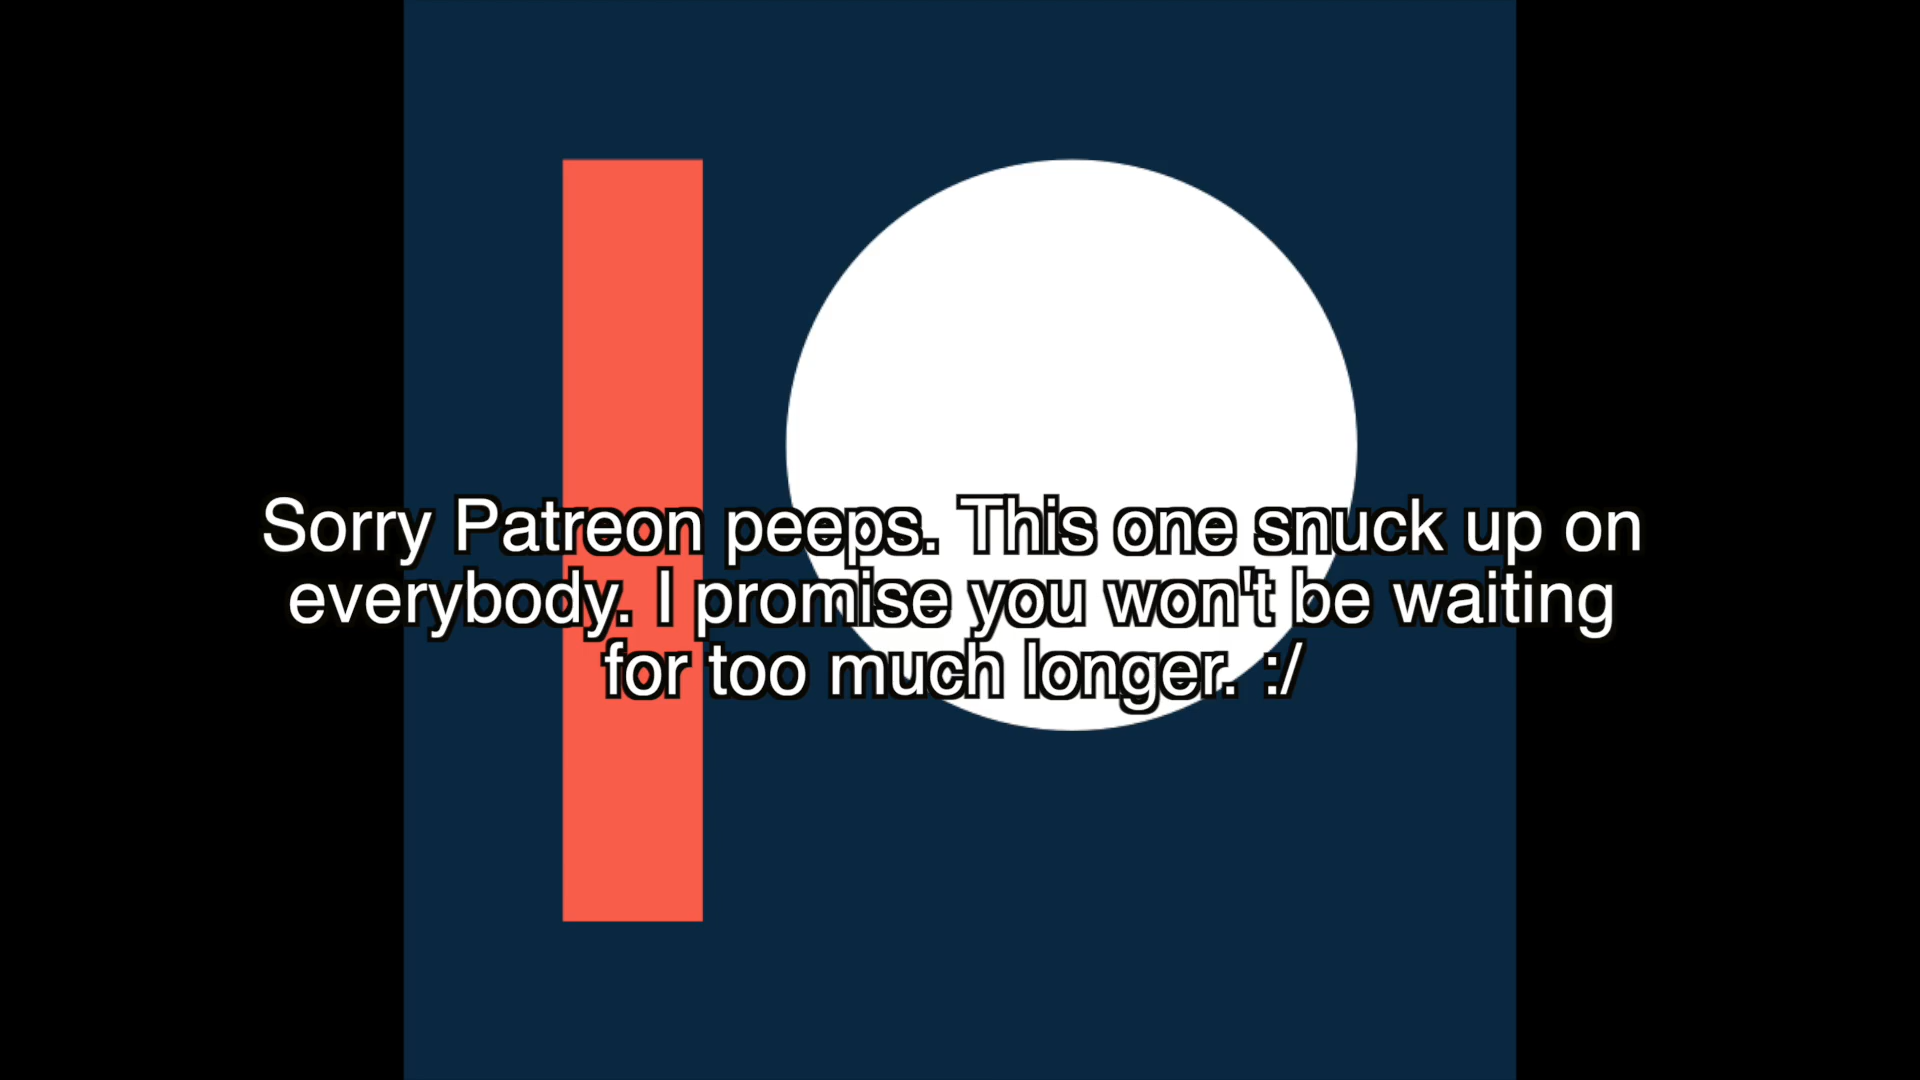 Sorry Patreon peeps. This one snuck up on
everybody. I promise you won't be waiting
for too much longer. :/